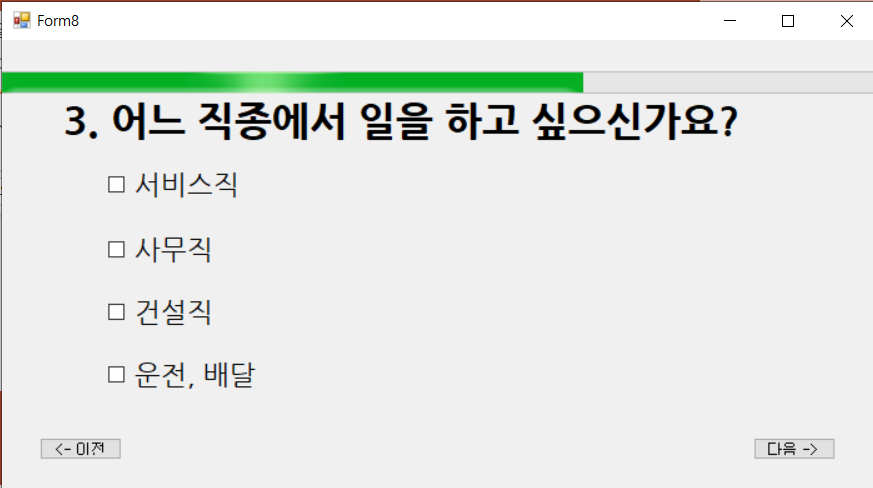 Form8
3. 어느 직종에서 일을 하고 싶으신가요?
서비스직
사무직
건설직
운전, 배달
<- 이전
다음 ->